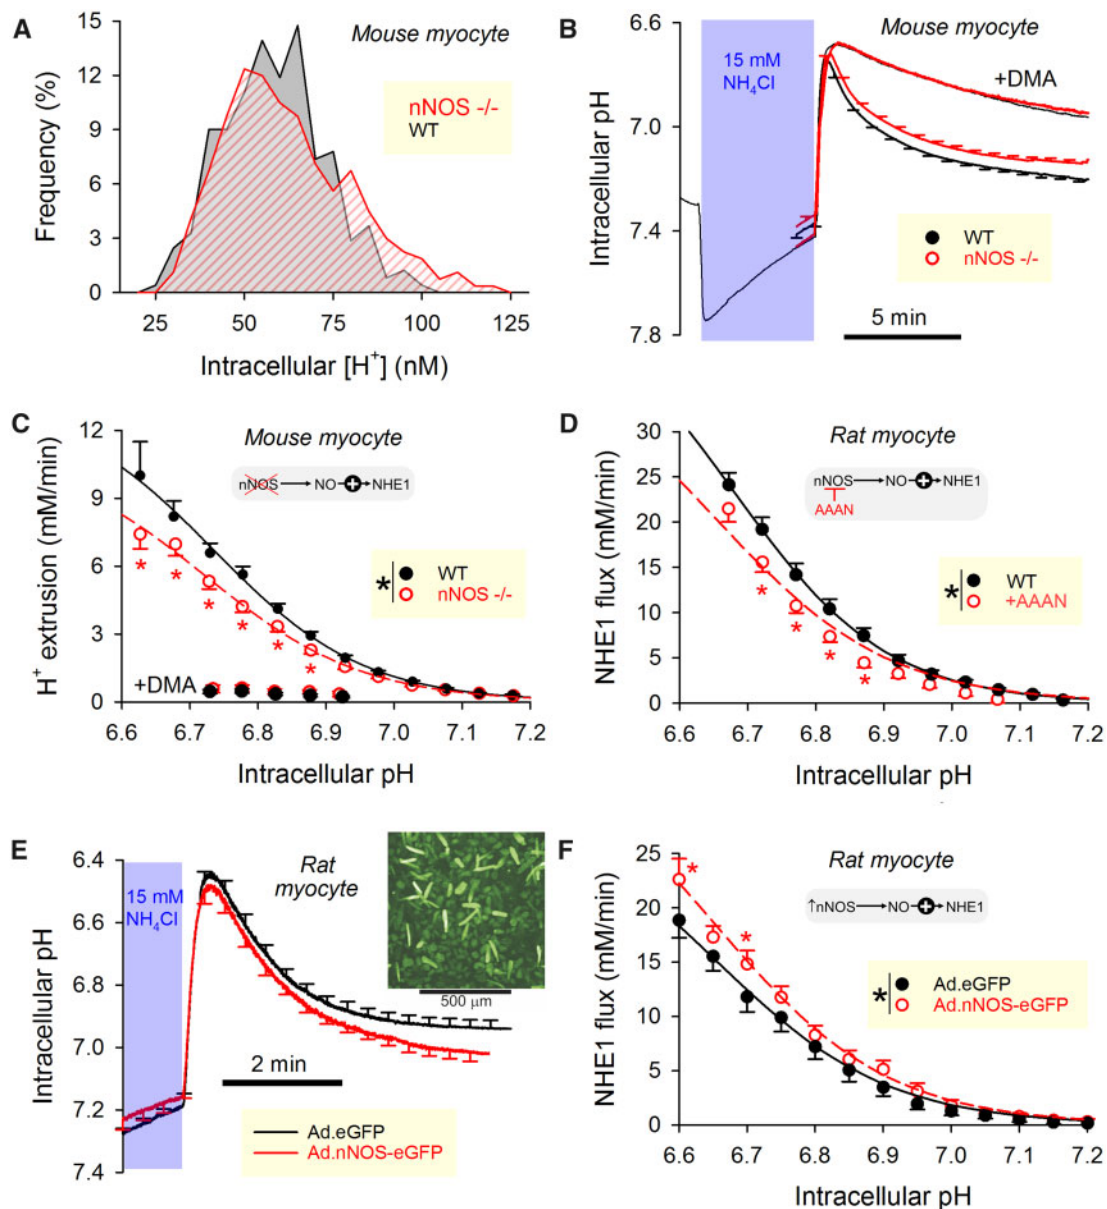 A
Mouse myocyte
nNOS -/-
WT
Frequency (%)
15
12
9
6
3
0
25
50
75
100
125
Intracellular [H+] (nM)
B
Mouse myocyte
15 mM
NH4Cl
+DMA
WT
nNOS -/-
5 min
Intracellular pH
6.6
7.0
7.4
7.8
C
Mouse myocyte
nNOS → NO + NHE1
* WT
nNOS -/-
* * * * * *
+DMA
H+ extrusion (mM/min)
12
9
6
3
0
6.6 6.7 6.8 6.9 7.0 7.1 7.2
Intracellular pH
D
Rat myocyte
nNOS → NO + NHE1
AAAN
* WT
+AAAN
* * * *
NHE1 flux (mM/min)
30
25
20
15
10
5
0
6.6 6.7 6.8 6.9 7.0 7.1 7.2
Intracellular pH
E
Rat
myocyte
15 mM
NH4Cl
500 µm
2 min
Ad.eGFP
Ad.nNOS-eGFP
Intracellular pH
6.4
6.6
6.8
7.0
7.2
7.4
F
Rat myocyte
↑nNOS → NO + NHE1
* Ad.eGFP
Ad.nNOS-eGFP
* *
NHE1 flux (mM/min)
25
20
15
10
5
0
6.6 6.7 6.8 6.9 7.0 7.1 7.2
Intracellular pH